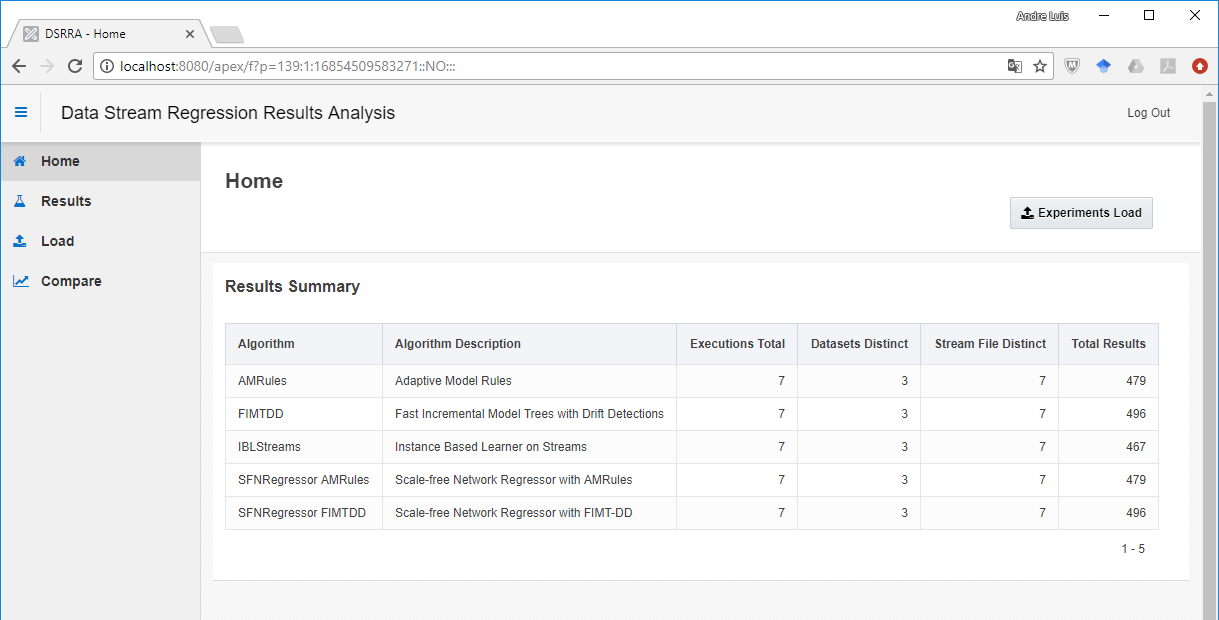 Andre Luis
DSRRA - Home
localhost:8080/apex/f?p=139:1:16854509583271::NO:::
Data Stream Regression Results Analysis
Log Out
Home
Results
Load
Compare
Home
Experiments Load
Results Summary
Algorithm Algorithm Description Executions Total Datasets Distinct Stream File Distinct Total Results
AMRules Adaptive Model Rules 7 3 7 479
FIMTDD Fast Incremental Model Trees with Drift Detections 7 3 7 496
IBLStreams Instance Based Learner on Streams 7 3 7 467
SFNRegressor AMRules Scale-free Network Regressor with AMRules 7 3 7 479
SFNRegressor FIMTDD Scale-free Network Regressor with FIMT-DD 7 3 7 496
1 - 5